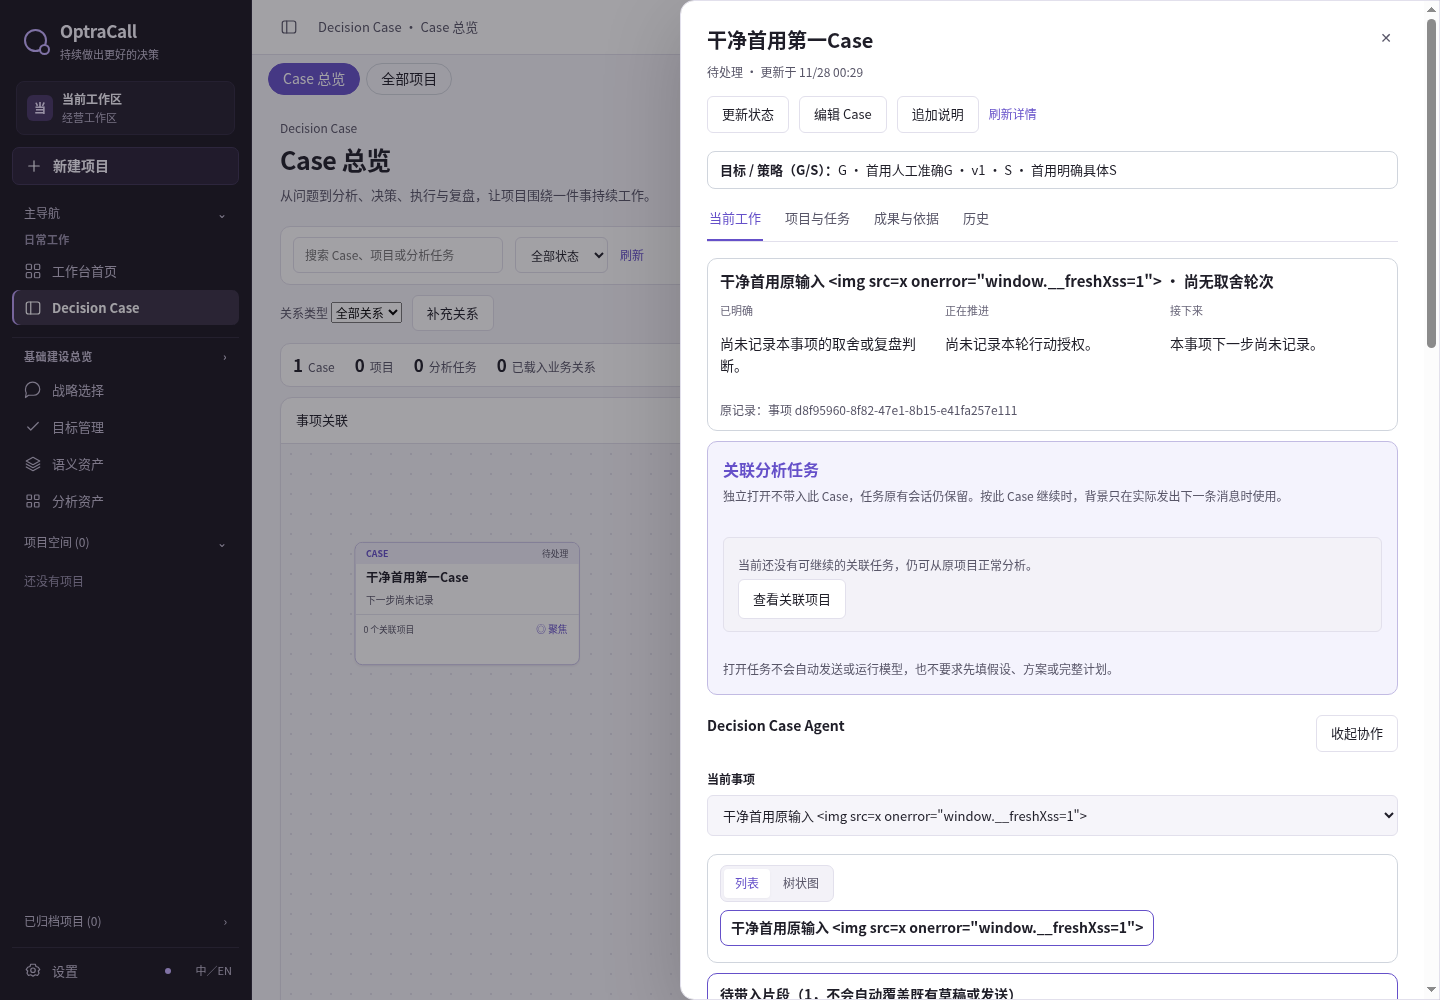 OptraCall
持续做出更好的决策
当
当前工作区
经营工作区
新建项目
主导航
日常工作
工作台首页
Decision Case
基础建设总览
战略选择
目标管理
语义资产
分析资产
项目空间 (0)
还没有项目
已归档项目 (0)
设置
中／EN
Decision Case • Case 总览
Case 总览
全部项目
Decision Case
Case 总览
从问题到分析、决策、执行与复盘，让项目围绕一件事持续工作。
搜索 Case、项目或分析任务
全部状态
刷新
关系类型 全部关系
补充关系
1 Case 0 项目 0 分析任务 0 已载入业务关系
事项关联
CASE 待处理
干净首用第一Case
下一步尚未记录
0 个关联项目
◎ 聚焦
干净首用第一Case
×
待处理 • 更新于 11/28 00:29
更新状态
编辑 Case
追加说明
刷新详情
目标 / 策略（G/S）：G • 首用人工准确G • v1 • S • 首用明确具体S
当前工作
项目与任务
成果与依据
历史
干净首用原输入 <img src=x onerror="window.__freshXss=1"> • 尚无取舍轮次
已明确
尚未记录本事项的取舍或复盘判断。
正在推进
尚未记录本轮行动授权。
接下来
本事项下一步尚未记录。
原记录：事项 d8f95960-8f82-47e1-8b15-e41fa257e111
关联分析任务
独立打开不带入此 Case，任务原有会话仍保留。按此 Case 继续时，背景只在实际发出下一条消息时使用。
当前还没有可继续的关联任务，仍可从原项目正常分析。
查看关联项目
打开任务不会自动发送或运行模型，也不要求先填假设、方案或完整计划。
Decision Case Agent
收起协作
当前事项
干净首用原输入 <img src=x onerror="window.__freshXss=1">
列表
树状图
干净首用原输入 <img src=x onerror="window.__freshXss=1">
待带入片段（1，不会自动覆盖既有草稿或发送）